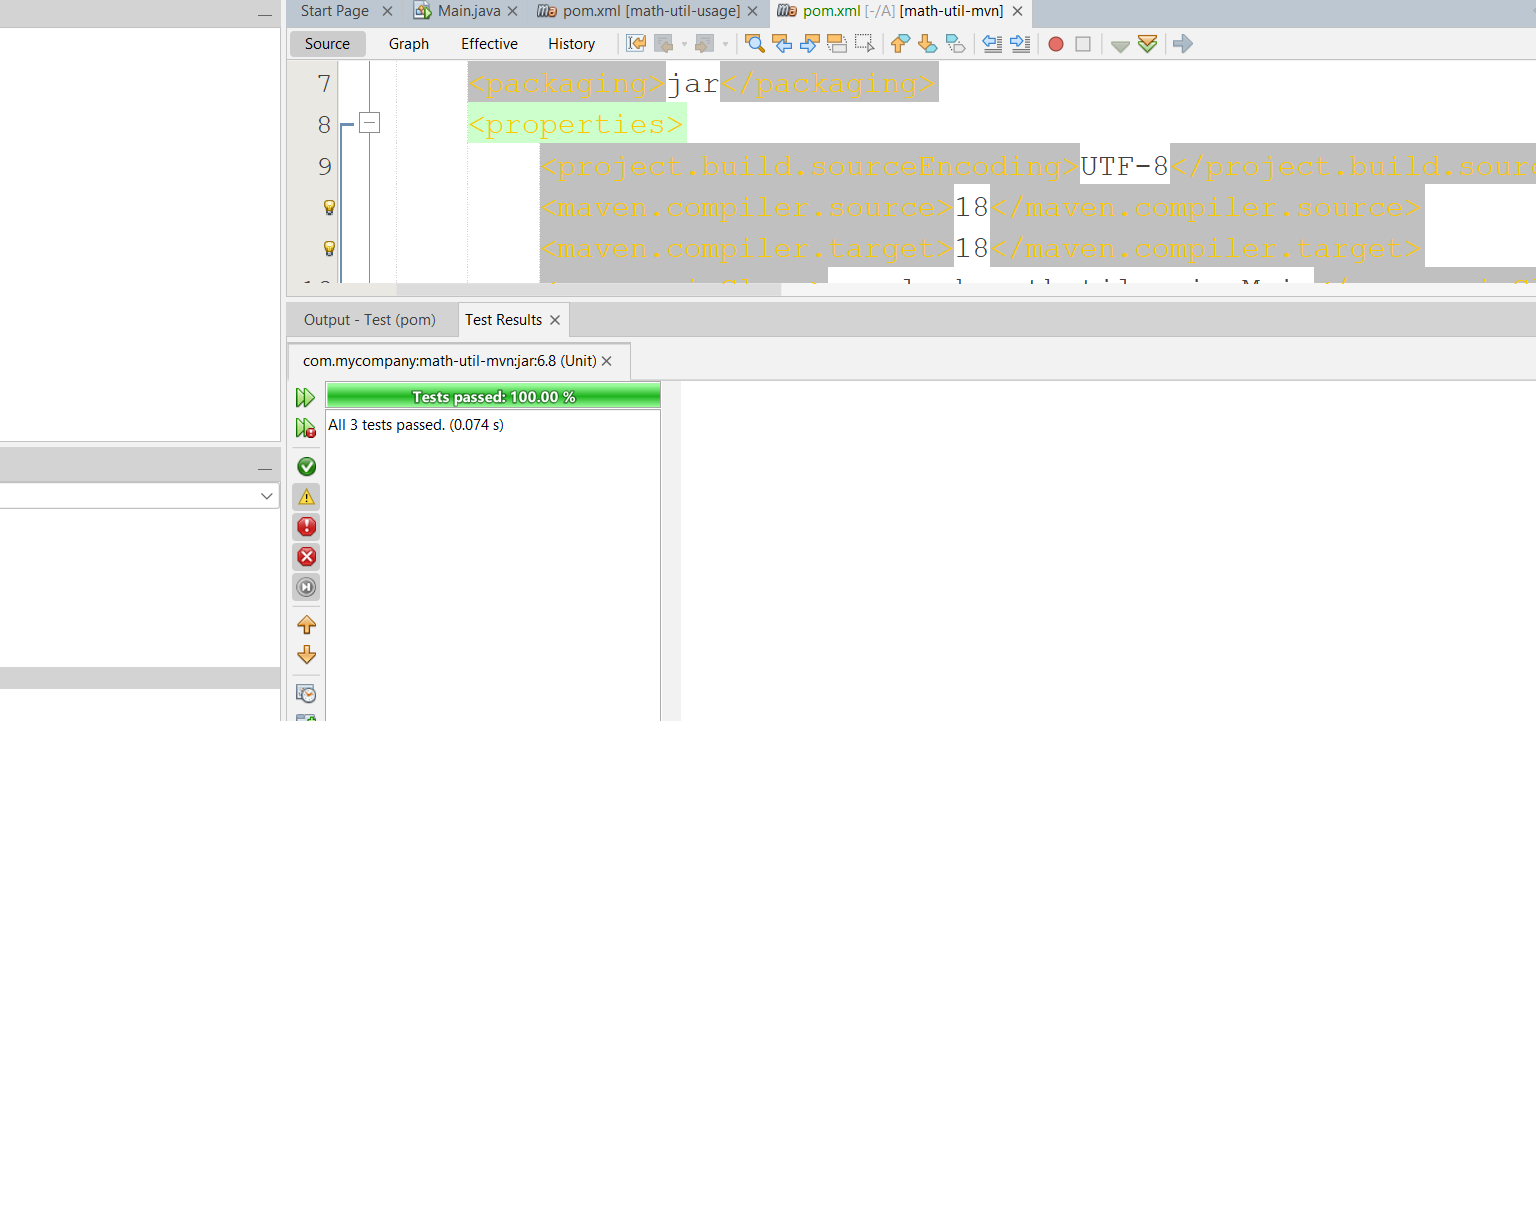 Start Page Main.java pom.xml [math-util-usage] pom.xml [-/A] [math-util-mvn]
Source Graph Effective History
7 <packaging>jar</packaging>
8 <properties>
9 <project.build.sourceEncoding>UTF-8</project.build.sour
<maven.compiler.source>18</maven.compiler.source>
<maven.compiler.target>18</maven.compiler.target>
Output - Test (pom) Test Results
com.mycompany:math-util-mvn:jar:6.8 (Unit)
Tests passed: 100.00 %
All 3 tests passed. (0.074 s)